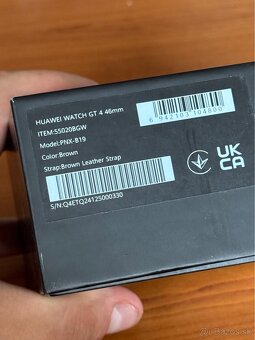 HUAWEI WATCH GT 4 46mm
ITEM:55020BGW
Model:PNX-B19
Color:Brown
Strap:Brown Leather Strap
6 942103 104800
UK
CA
S/N:Q4ETQ24125000330